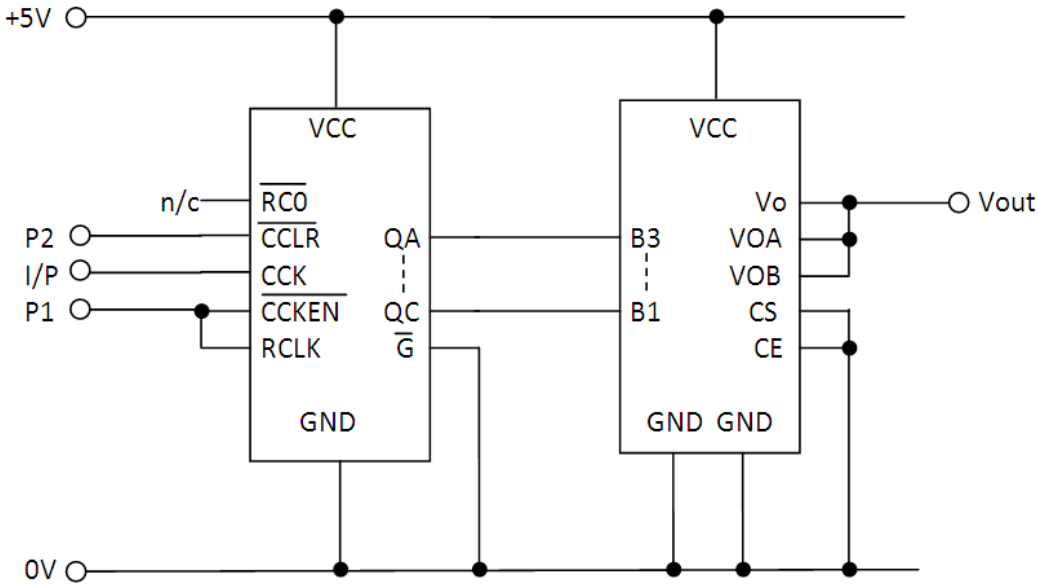 +5V
VCC
VCC
n/c
RC0
Vo
Vout
P2
CCLR
QA
B3
VOA
I/P
CCK
VOB
P1
CCKEN
QC
B1
CS
RCLK
G
CE
GND
GND GND
0V